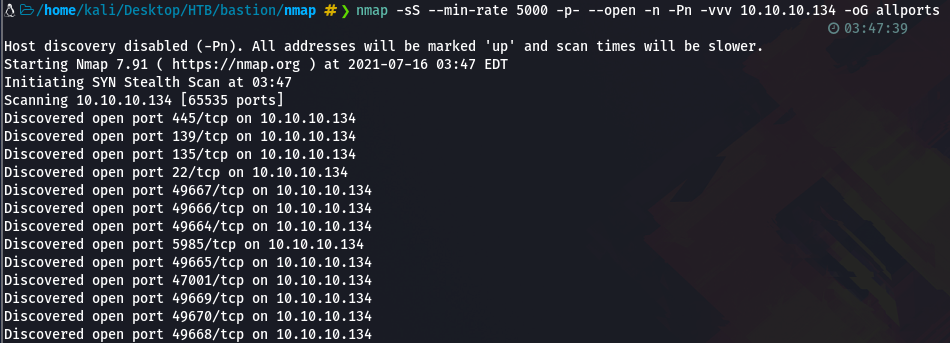 /home/kali/Desktop/HTB/bastion/nmap # ❯ nmap -sS --min-rate 5000 -p- --open -n -Pn -vvv 10.10.10.134 -oG allports
03:47:39
Host discovery disabled (-Pn). All addresses will be marked 'up' and scan times will be slower.
Starting Nmap 7.91 ( https://nmap.org ) at 2021-07-16 03:47 EDT
Initiating SYN Stealth Scan at 03:47
Scanning 10.10.10.134 [65535 ports]
Discovered open port 445/tcp on 10.10.10.134
Discovered open port 139/tcp on 10.10.10.134
Discovered open port 135/tcp on 10.10.10.134
Discovered open port 22/tcp on 10.10.10.134
Discovered open port 49667/tcp on 10.10.10.134
Discovered open port 49666/tcp on 10.10.10.134
Discovered open port 49664/tcp on 10.10.10.134
Discovered open port 5985/tcp on 10.10.10.134
Discovered open port 49665/tcp on 10.10.10.134
Discovered open port 47001/tcp on 10.10.10.134
Discovered open port 49669/tcp on 10.10.10.134
Discovered open port 49670/tcp on 10.10.10.134
Discovered open port 49668/tcp on 10.10.10.134